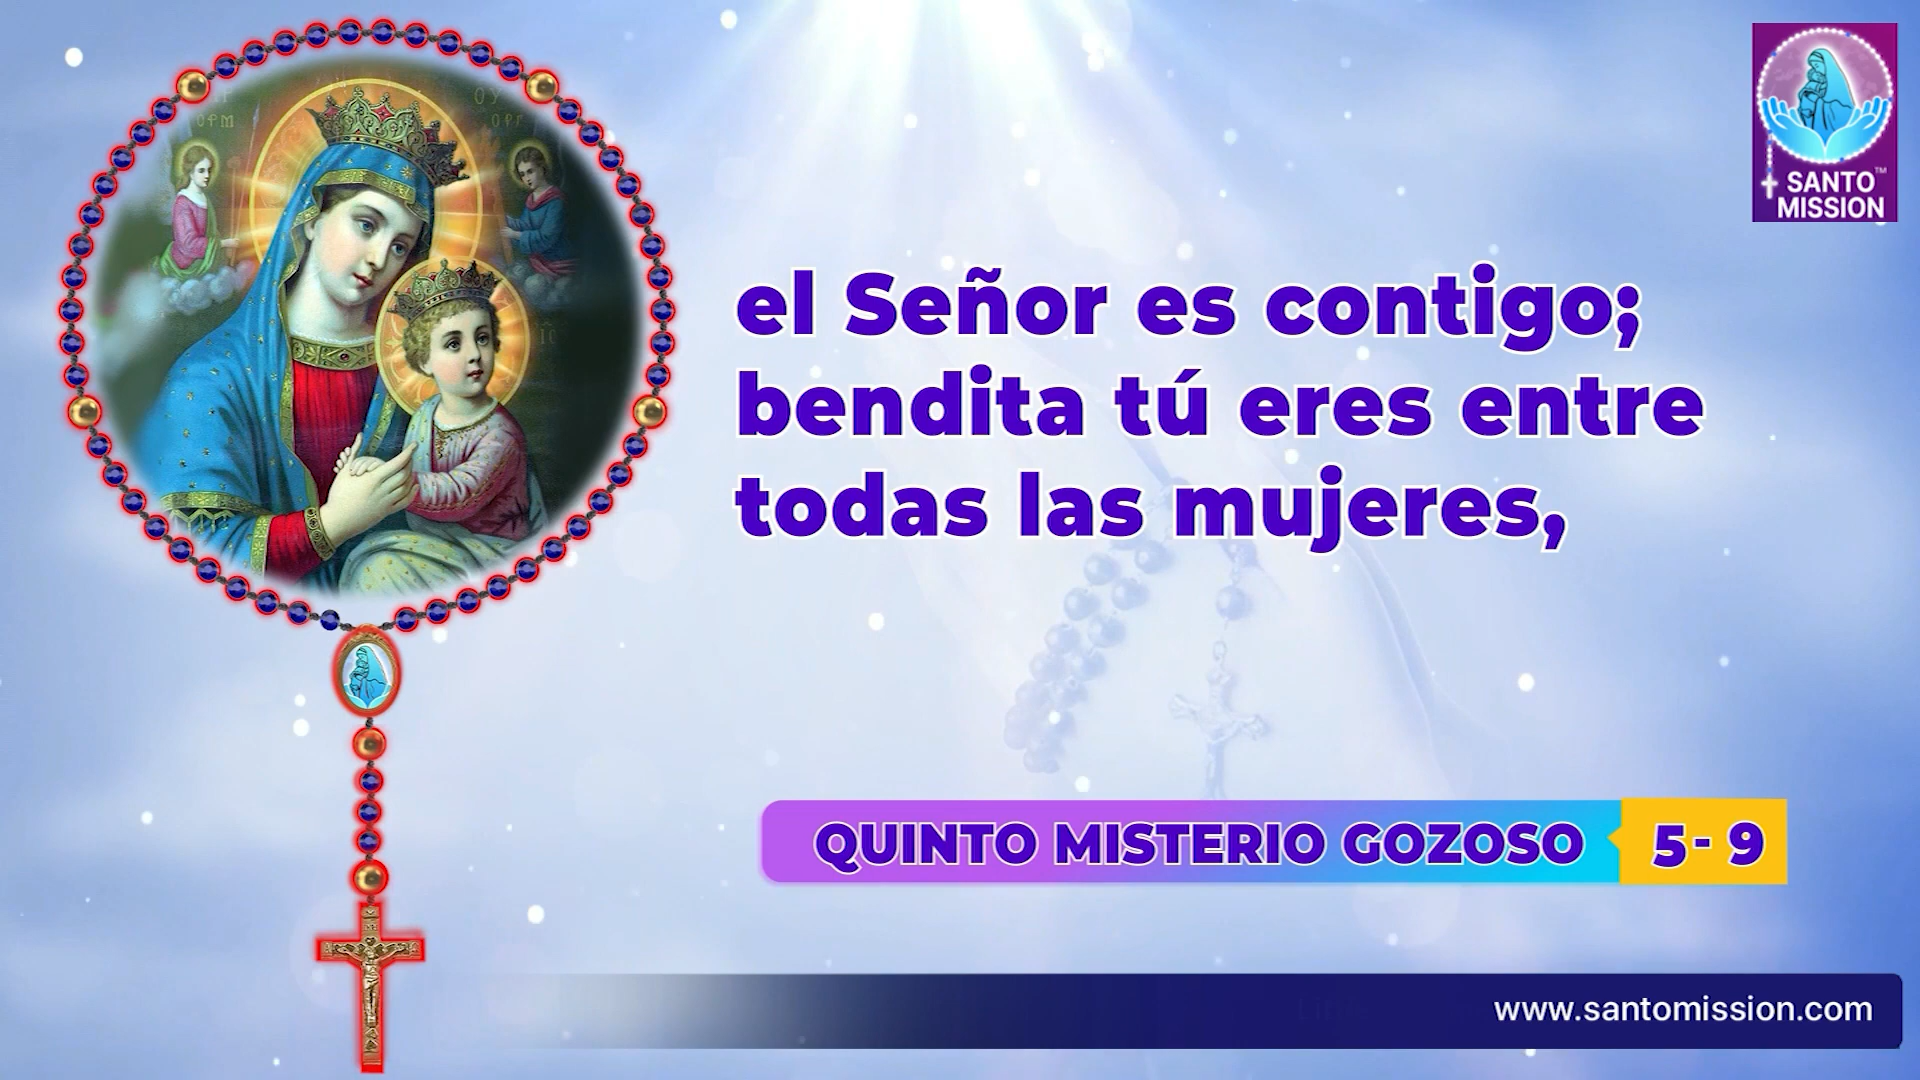 SANTO™
MISSION
el Señor es contigo;
bendita tú eres entre
todas las mujeres,
QUINTO MISTERIO GOZOSO 5- 9
www.santomission.com